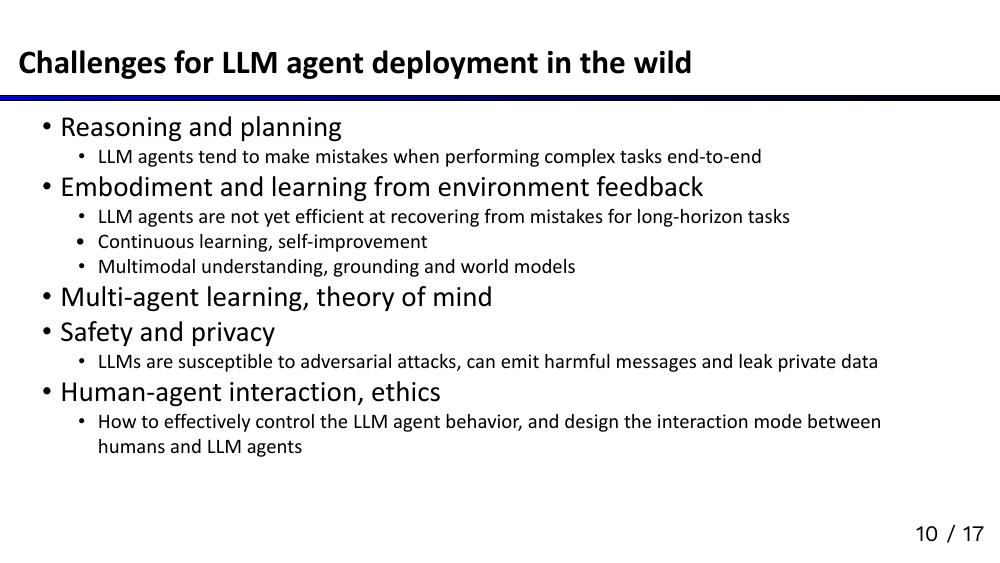 Challenges for LLM agent deployment in the wild
• Reasoning and planning
• LLM agents tend to make mistakes when performing complex tasks end-to-end
• Embodiment and learning from environment feedback
• LLM agents are not yet efficient at recovering from mistakes for long-horizon tasks
• Continuous learning, self-improvement
• Multimodal understanding, grounding and world models
• Multi-agent learning, theory of mind
• Safety and privacy
• LLMs are susceptible to adversarial attacks, can emit harmful messages and leak private data
• Human-agent interaction, ethics
• How to effectively control the LLM agent behavior, and design the interaction mode between
humans and LLM agents
10 / 17